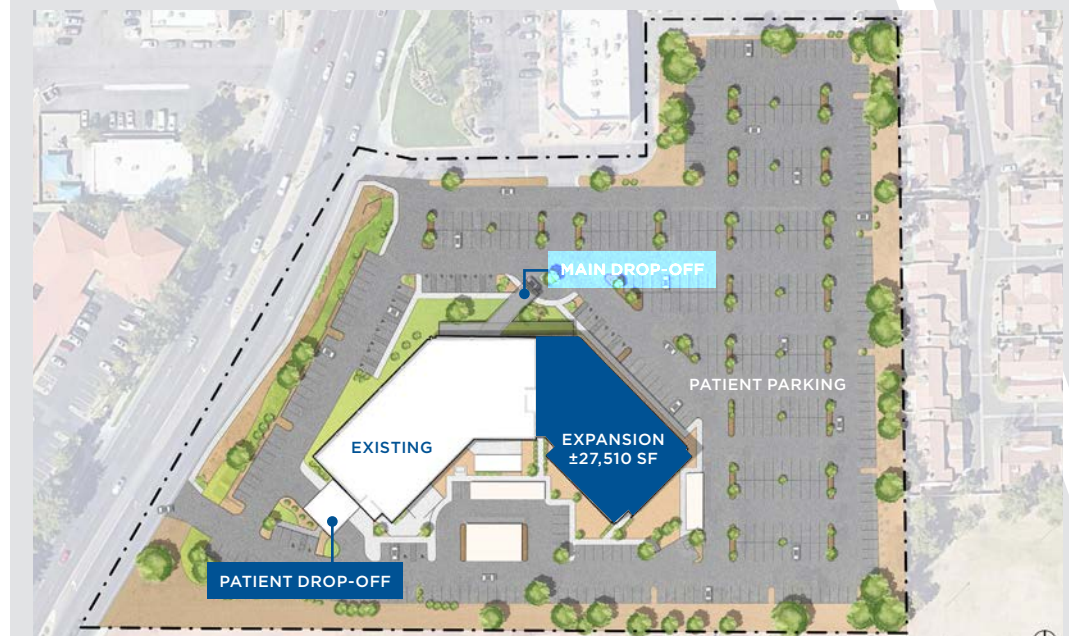 MAIN DROP-OFF
PATIENT PARKING
EXISTING
EXPANSION
±27,510 SF
PATIENT DROP-OFF